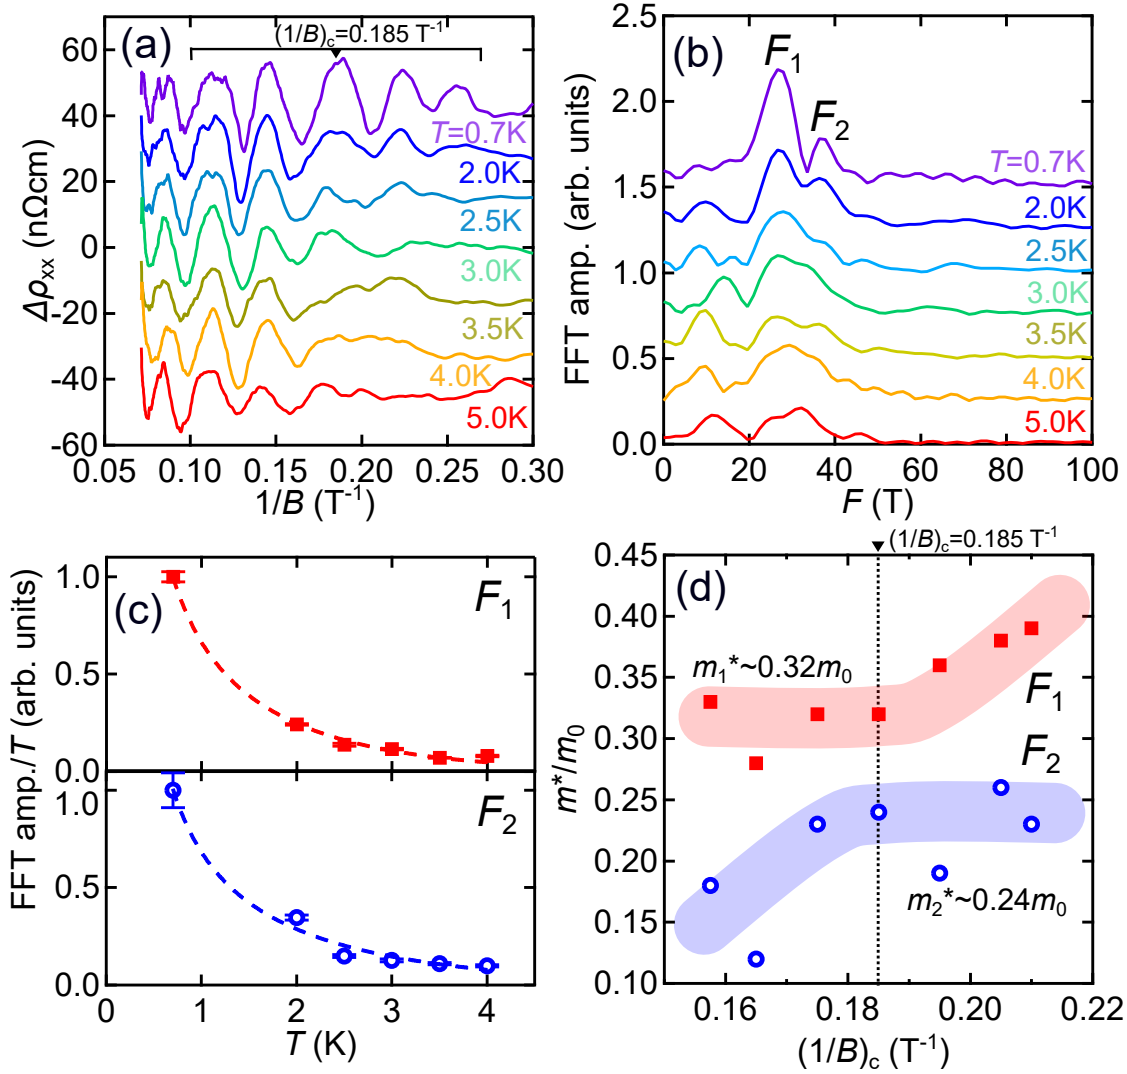 (a)
(1/B)c=0.185 T-1
60
40
20
0
-20
-40
-60
Δρxx (nΩcm)
T=0.7K
2.0K
2.5K
3.0K
3.5K
4.0K
5.0K
0.05
0.10
0.15
0.20
0.25
0.30
1/B (T-1)
(b)
F1
F2
2.5
2.0
1.5
1.0
0.5
0.0
FFT amp. (arb. units)
T=0.7K
2.0K
2.5K
3.0K
3.5K
4.0K
5.0K
0
20
40
60
80
100
F (T)
(c)
F1
1.0
0.5
0.0
F2
1.0
0.5
0.0
FFT amp./T (arb. units)
0
1
2
3
4
T (K)
(1/B)c=0.185 T-1
(d)
0.45
0.40
0.35
0.30
0.25
0.20
0.15
0.10
m*/m0
m1*~0.32m0
F1
F2
m2*~0.24m0
0.16
0.18
0.20
0.22
(1/B)c (T-1)